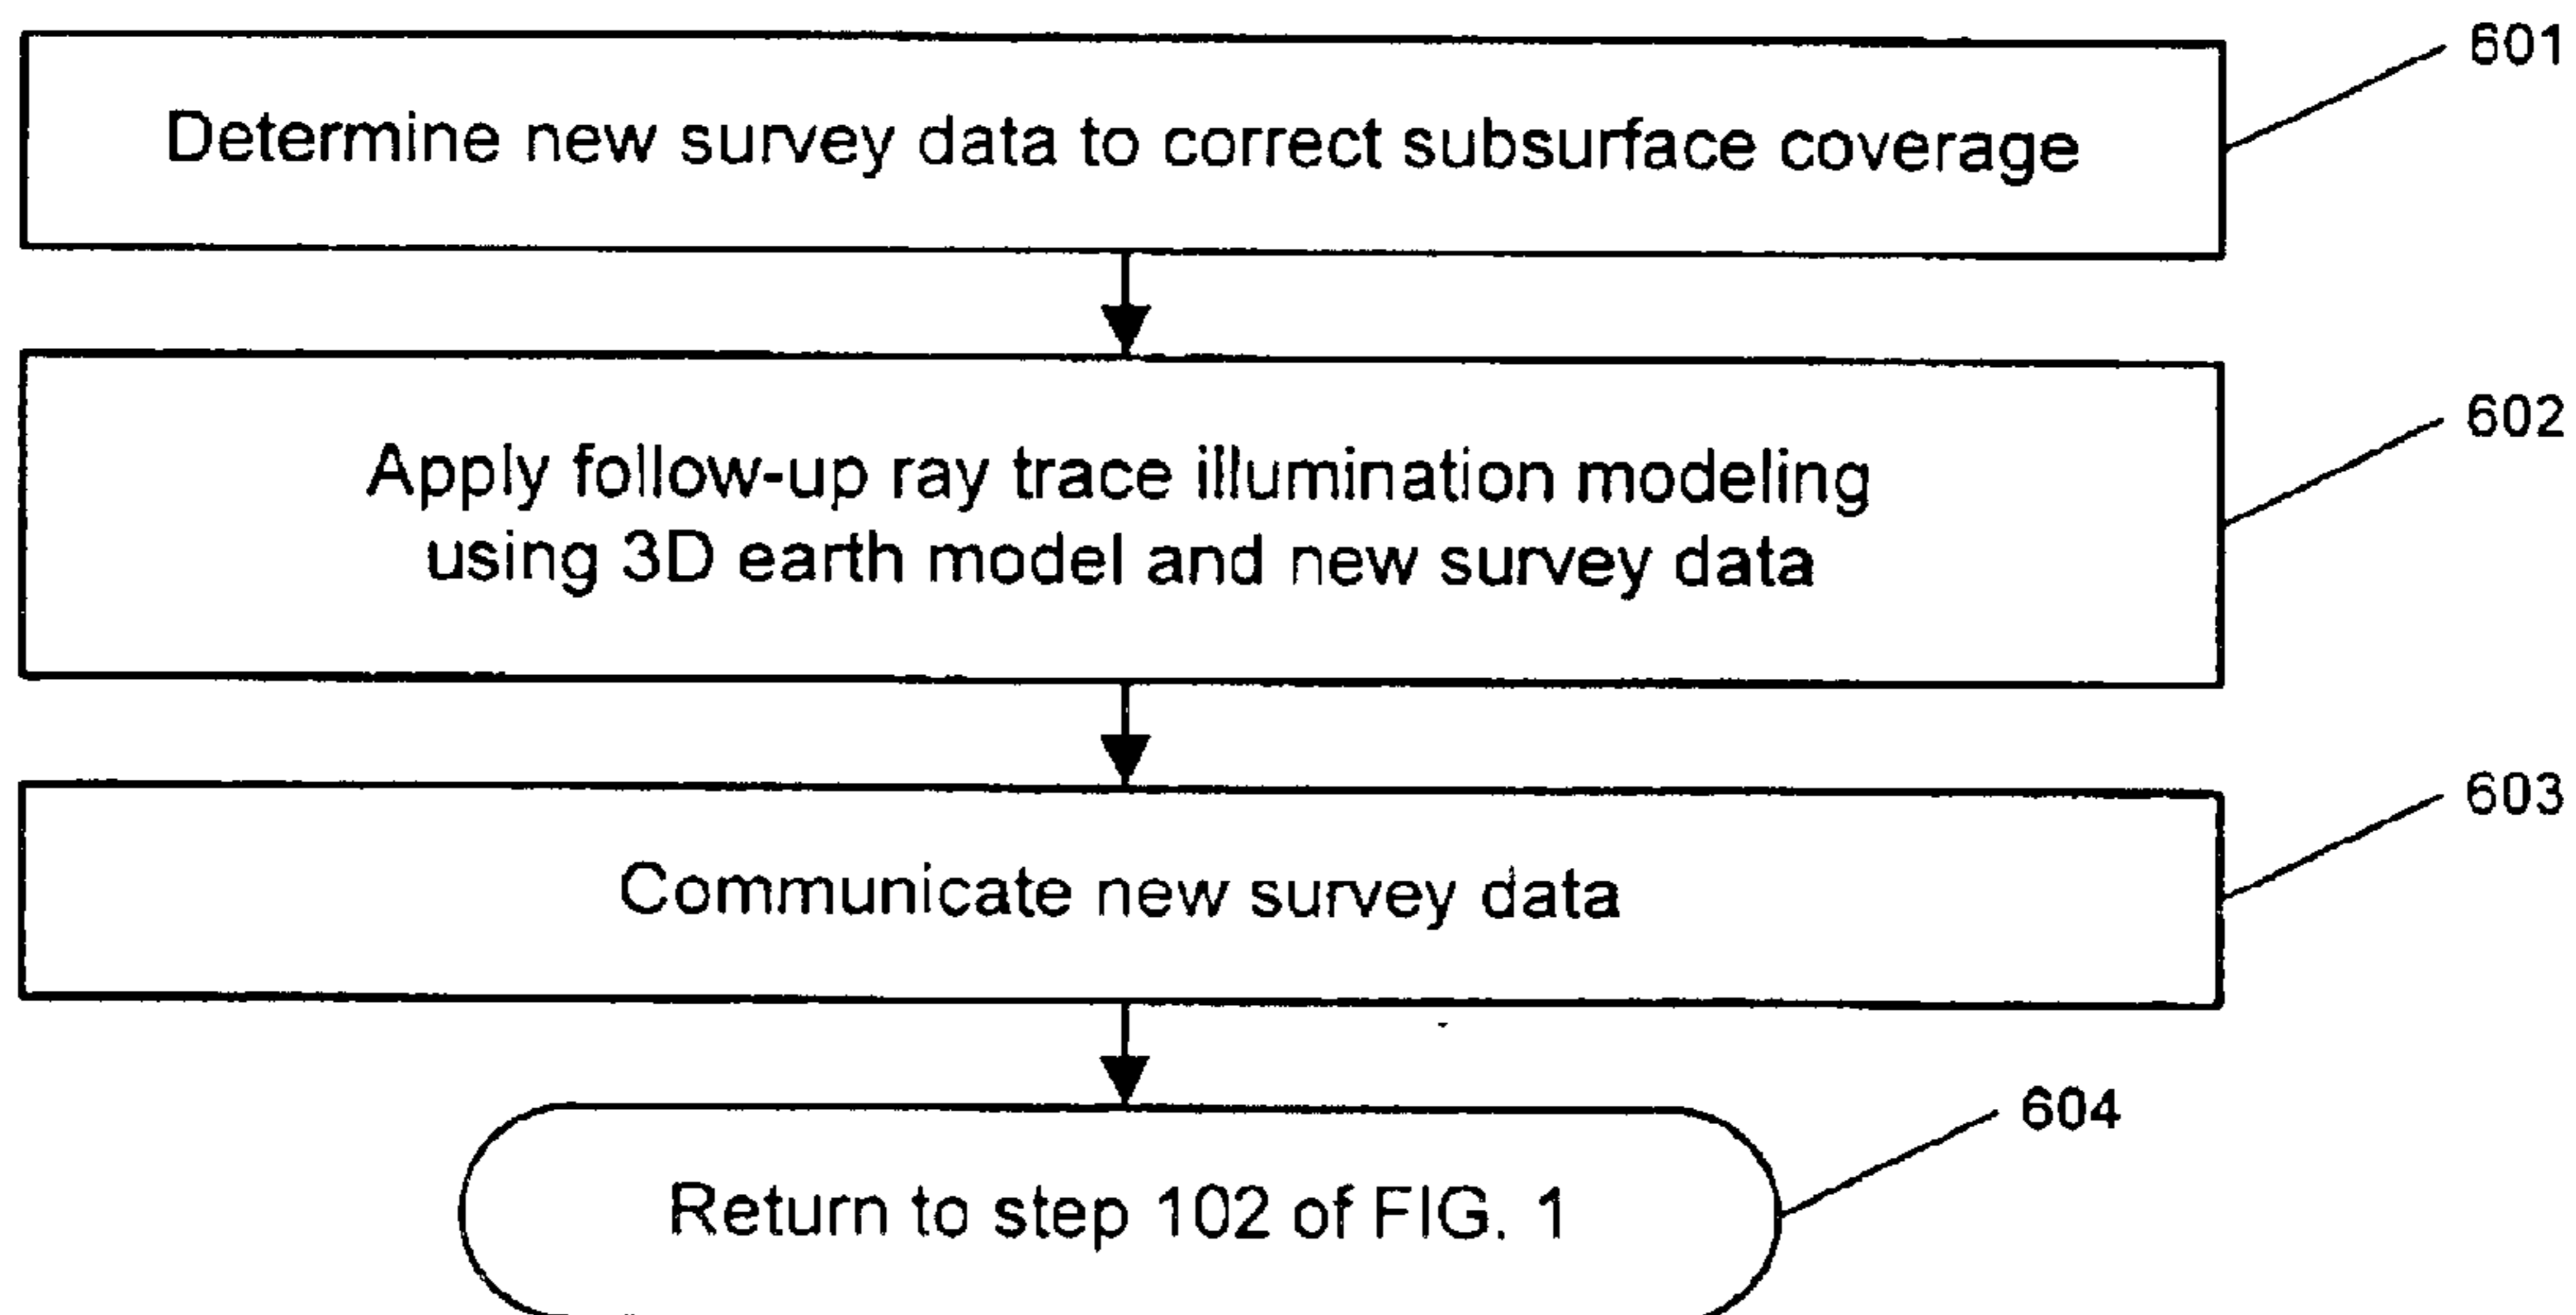 601
Determine new survey data to correct subsurface coverage
602
Apply follow-up ray trace illumination modeling
using 3D earth model and new survey data
603
Communicate new survey data
604
Return to step 102 of FIG. 1